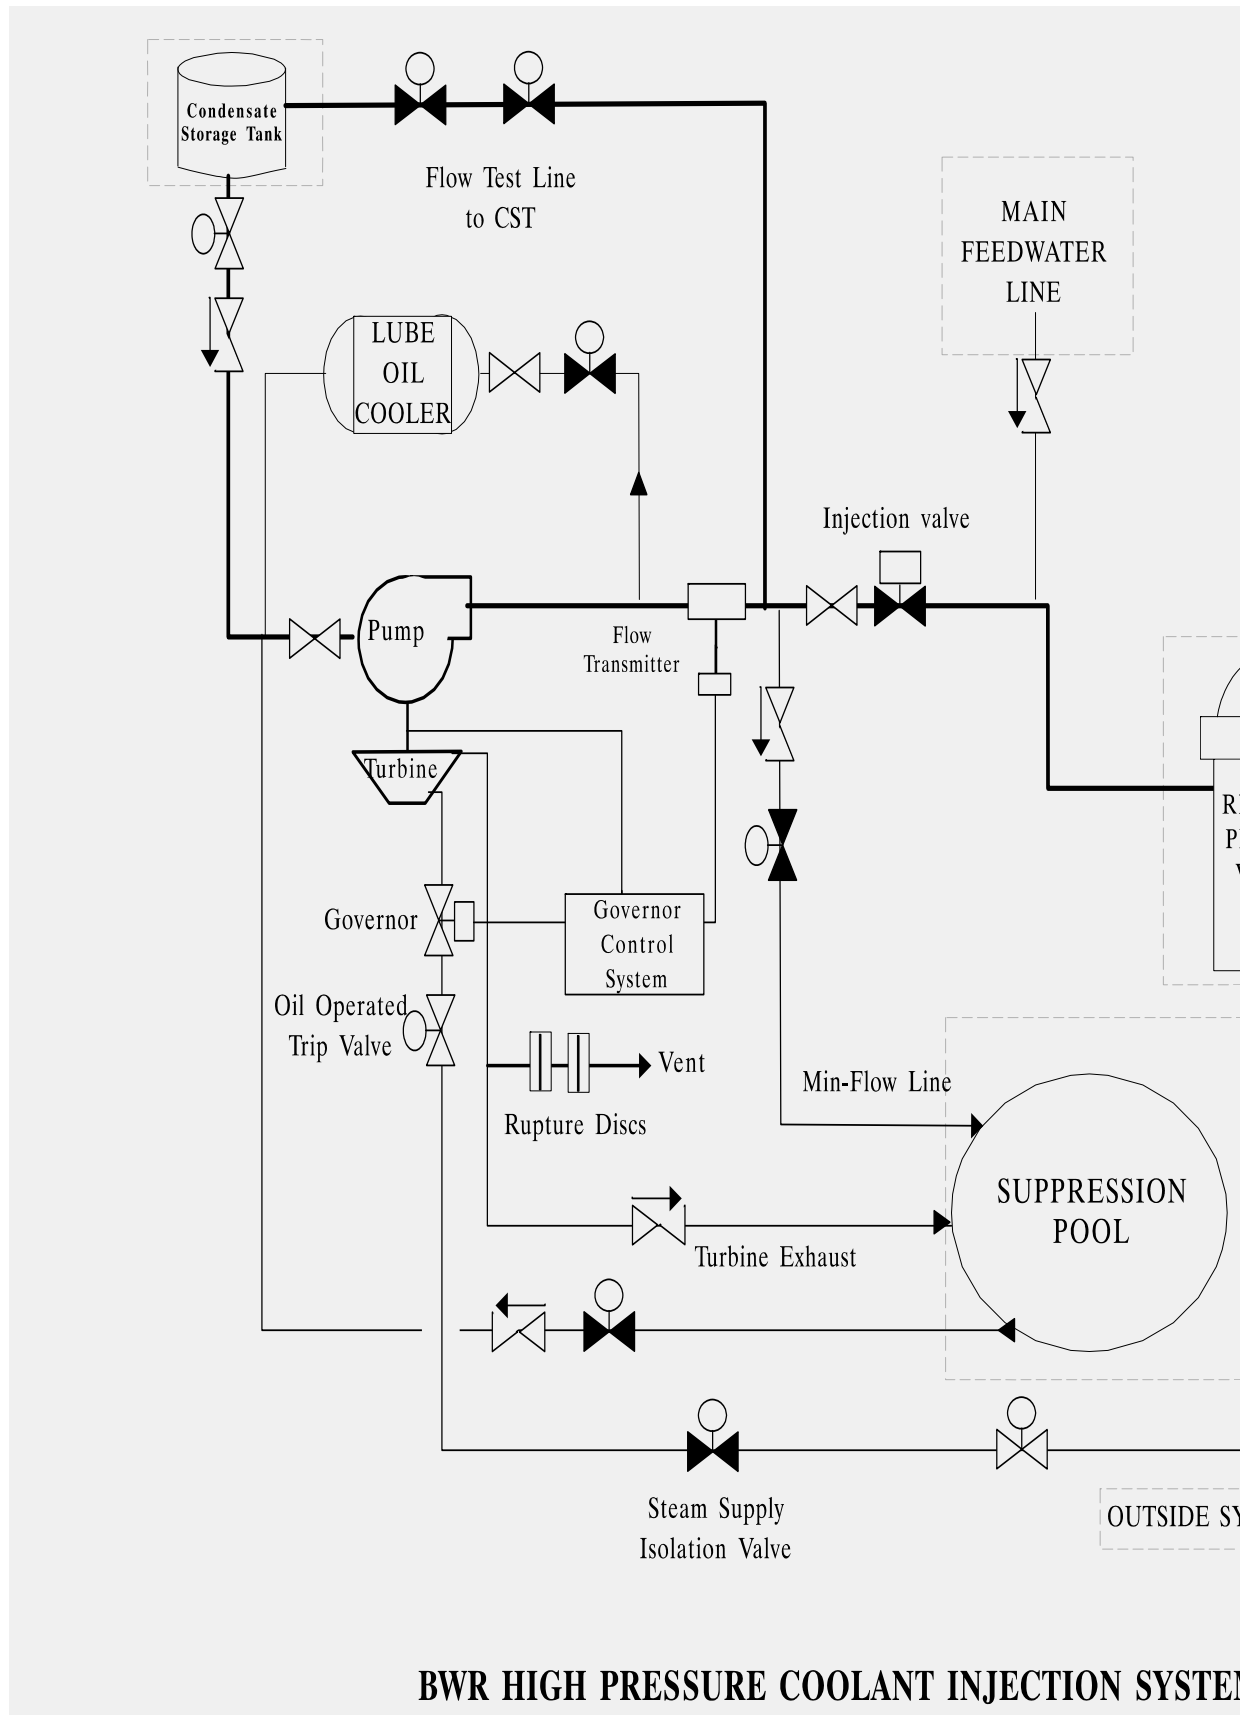 Condensate
Storage Tank
Flow Test Line
to CST
MAIN
FEEDWATER
LINE
LUBE
OIL
COOLER
Injection valve
Pump
Flow
Transmitter
Turbine
Governor
Governor
Control
System
Oil Operated
Trip Valve
Vent
Rupture Discs
Min-Flow Line
SUPPRESSION
POOL
Turbine Exhaust
Steam Supply
Isolation Valve
OUTSIDE
BWR HIGH PRESSURE COOLANT INJECTION